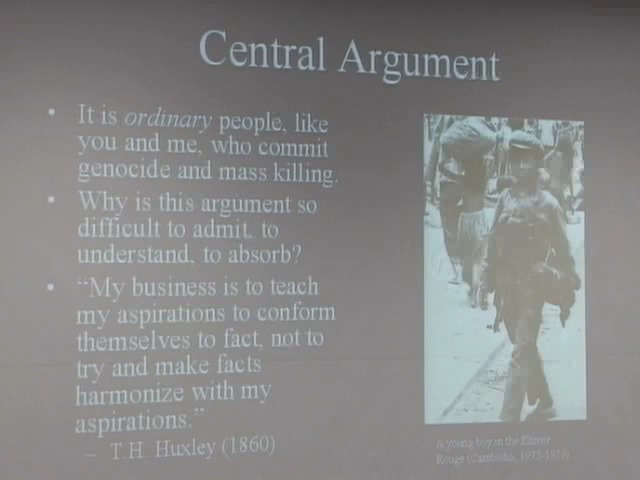 Central Argument
• It is ordinary people, like
you and me, who commit
genocide and mass killing.
• Why is this argument so
difficult to admit, to
understand, to absorb?
• “My business is to teach
my aspirations to conform
themselves to fact, not to
try and make facts
harmonize with my
aspirations.”
– T.H. Huxley (1860)
A young boy in the Khmer
Rouge (Cambodia, 1975-1979)